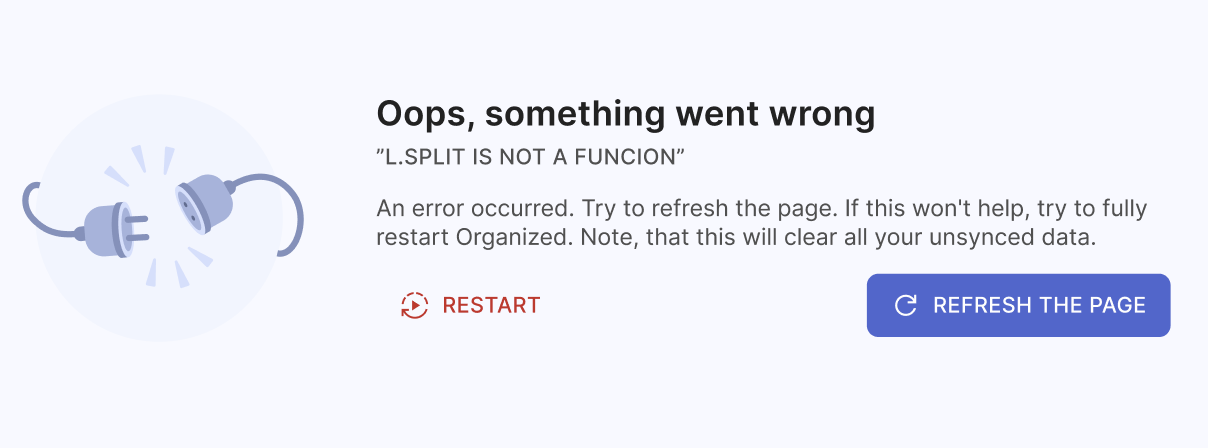 Oops, something went wrong
”L.SPLIT IS NOT A FUNCION”
An error occurred. Try to refresh the page. If this won't help, try to fully
restart Organized. Note, that this will clear all your unsynced data.
RESTART
REFRESH THE PAGE